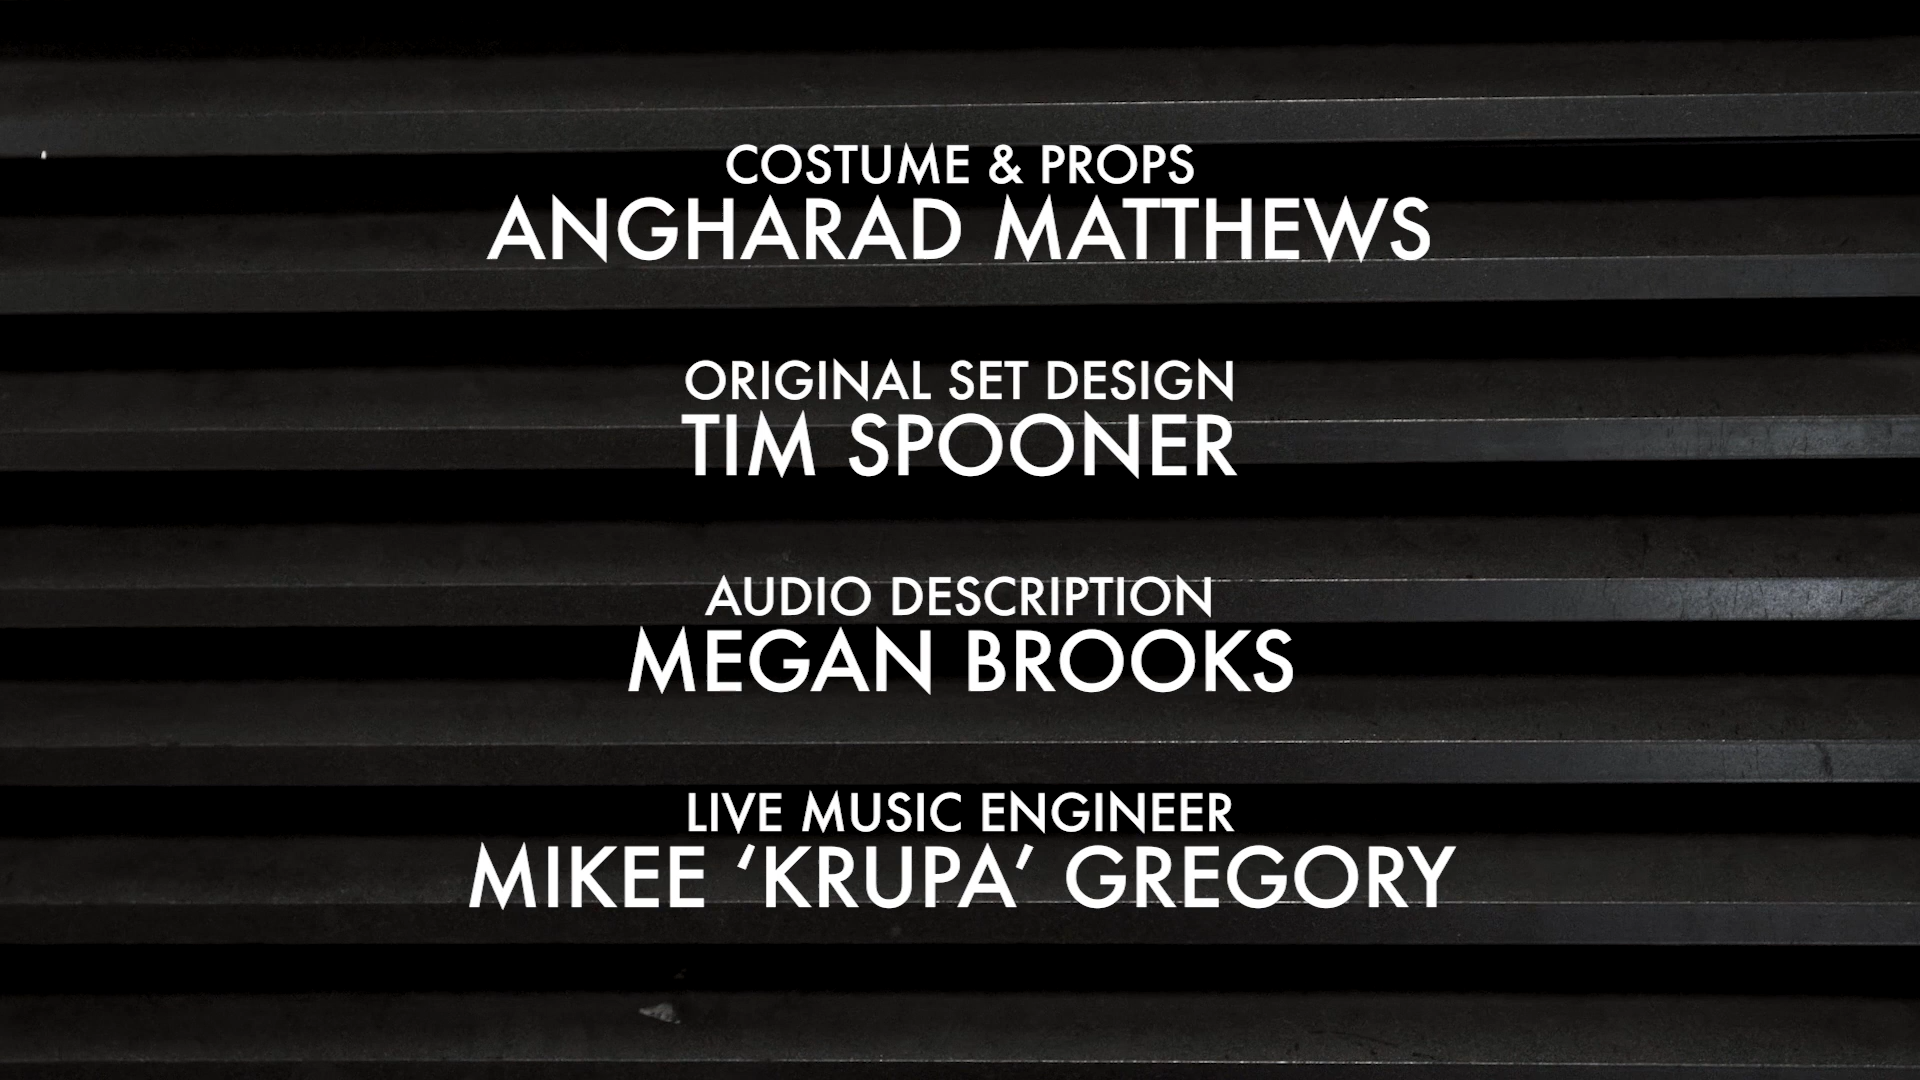 COSTUME & PROPS
ANGHARAD MATTHEWS
ORIGINAL SET DESIGN
TIM SPOONER
AUDIO DESCRIPTION
MEGAN BROOKS
LIVE MUSIC ENGINEER
MIKEE ‘KRUPA’ GREGORY